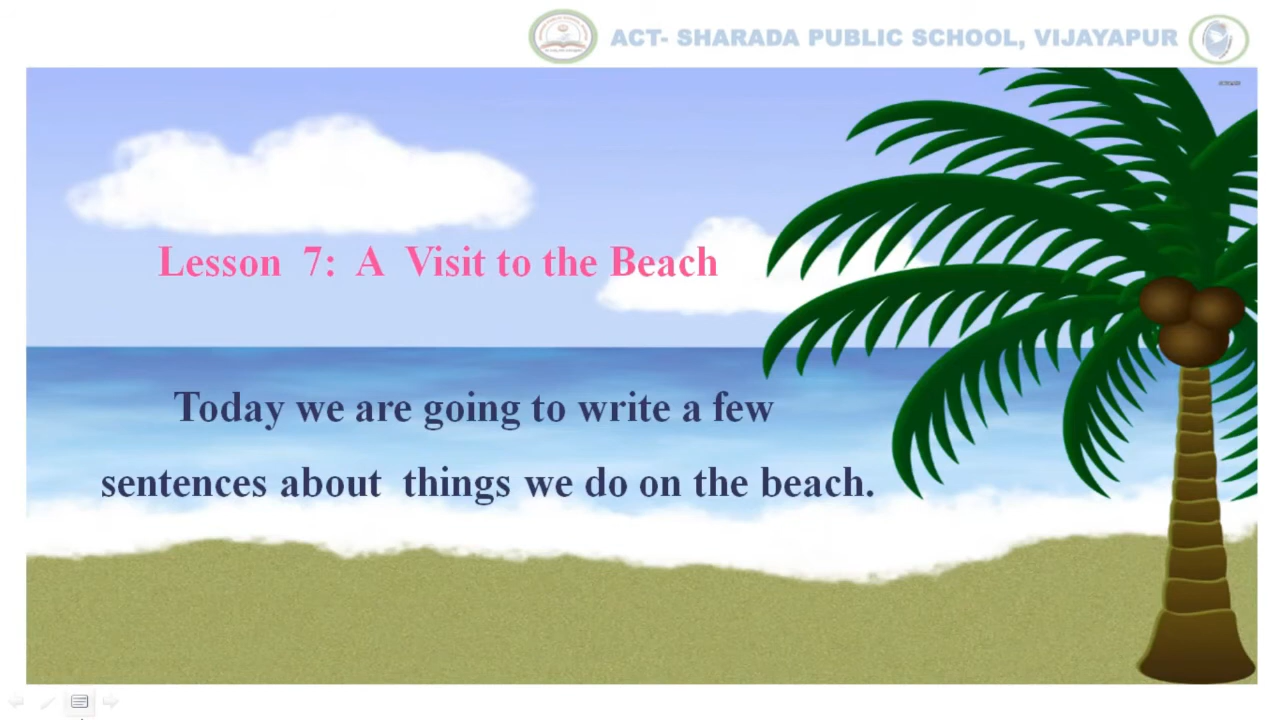 ACT- SHARADA PUBLIC SCHOOL, VIJAYAPUR
Lesson 7: A Visit to the Beach
Today we are going to write a few
sentences about things we do on the beach.